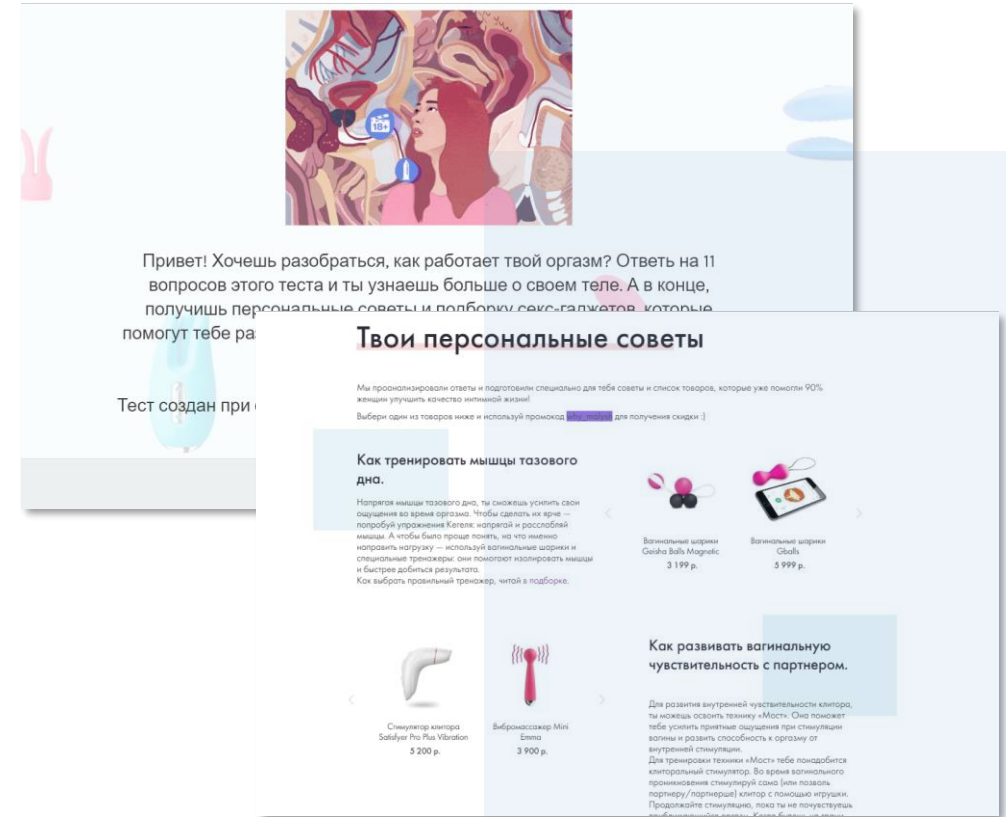 18+
Привет! Хочешь разобраться, как работает твой оргазм? Ответь на 11
вопросов этого теста и ты узнаешь больше о своем теле. А в конце,
получишь персональные советы и подборку секс-гаджетов, которые
помогут тебе ра
Тест создан при
Твои персональные советы
Мы проанализировали ответы и подготовили специально для тебя советы и список товаров, которые уже помогли 90%
женщин улучшить качество интимной жизни!
Выбери один из товаров ниже и используй промокод why_malysh для получения скидки :)
Как тренировать мышцы тазового
дна.
Напрягая мышцы тазового дна, ты сможешь усилить свои
ощущения во время оргазма. Чтобы сделать их ярче —
попробуй упражнения Кегеля: напрягай и расслабляй
мышцы. А чтобы было проще понять, на что именно
направить нагрузку — используй вагинальные шарики и
специальные тренажеры: они помогают изолировать мышцы
и быстрее добиться результата.
Как выбрать правильный тренажер, читай в подборке.
Вагинальные шарики
Geisha Balls Magnetic
3 199 р.
Вагинальные шарики
Gballs
5 999 р.
Стимулятор клитора
Satisfyer Pro Plus Vibration
5 200 р.
Вибромассажер Mini
Emma
3 900 р.
Как развивать вагинальную
чувствительность с партнером.
Для развития внутренней чувствительности клитора,
ты можешь освоить технику «Мост». Она поможет
тебе усилить приятные ощущения при стимуляции
вагины и развить способность к оргазму от
внутренней стимуляции.
Для тренировки техники «Мост» тебе понадобится
клиторальный стимулятор. Во время вагинального
проникновения стимулируй сама (или позволь
партнеру/партнерше) клитор с помощью игрушки.
Продолжайте стимуляцию, пока ты не почувствуешь